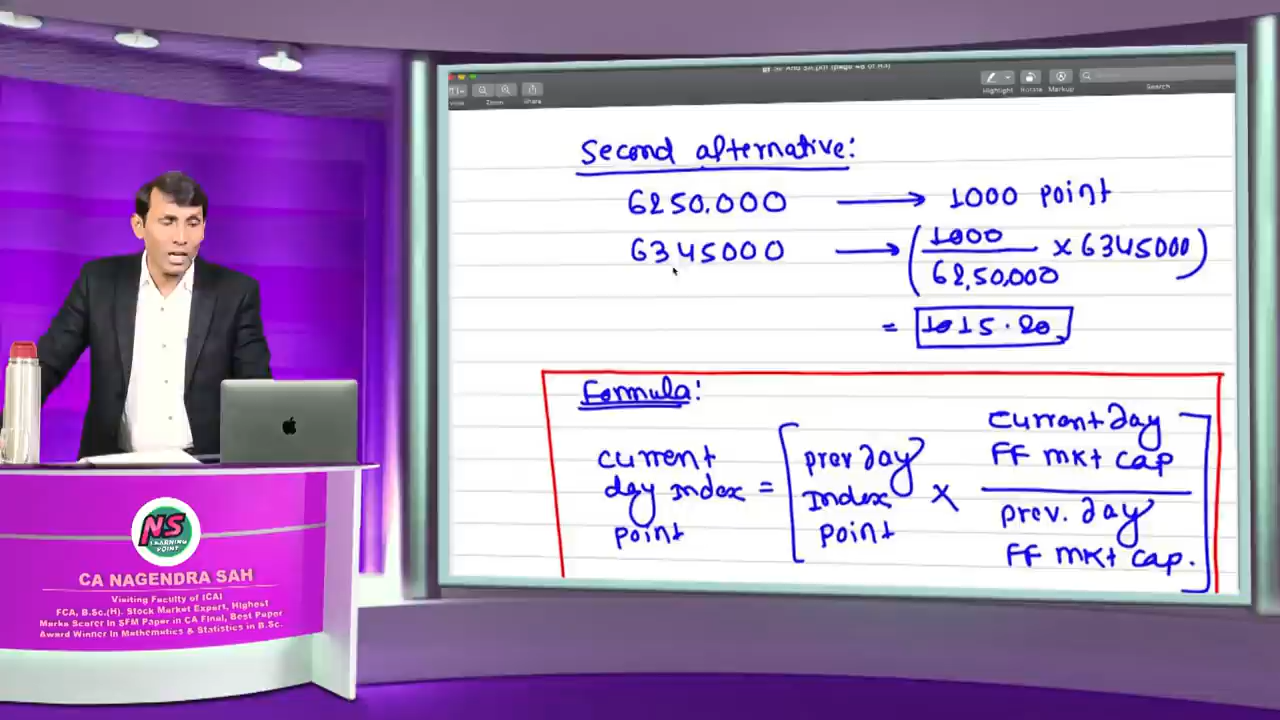 Highlight
Rotate
Markup
Search
view
Zoom
Share
Second alternative:
6250,000 → 1000 point
6345000 → (1000 / 62,50,000 × 6345000)
= 1015.20
Formula:
current day Index point = [prev day Index point × current day FF mkt cap / prev. day FF mkt cap.]
NS
LEARNING
POINT
CA NAGENDRA SAH
Visiting Faculty of ICAI
FCA, B.Sc.(H). Stock Market Expert, Highest
Marks Scorer in SFM Paper in CA Final, Best Paper
Award Winner in Mathematics & Statistics in B.Sc.